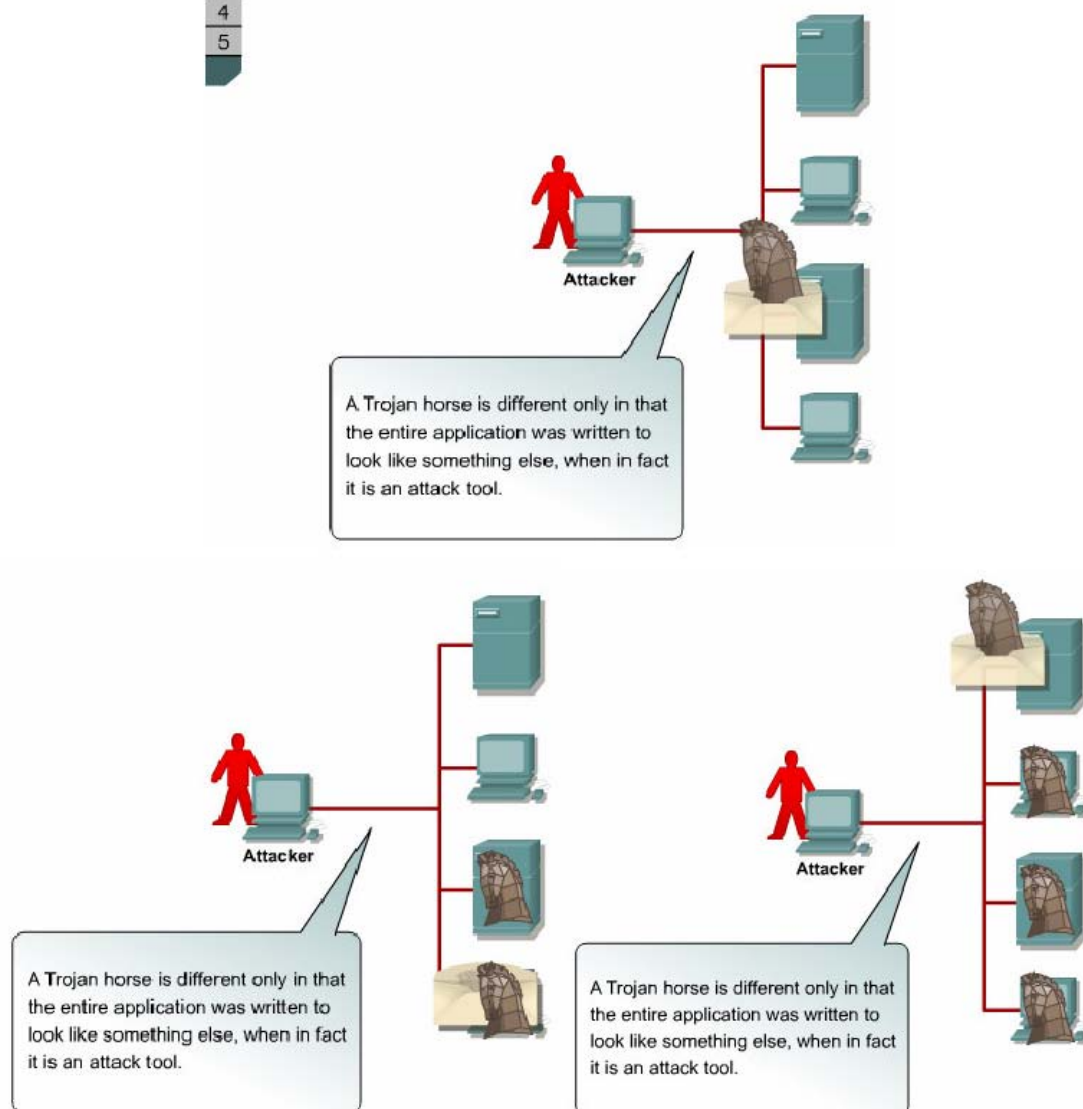 4
5
Attacker
A Trojan horse is different only in that
the entire application was written to
look like something else, when in fact
it is an attack tool.
Attacker
A Trojan horse is different only in that
the entire application was written to
look like something else, when in fact
it is an attack tool.
Attacker
A Trojan horse is different only in that
the entire application was written to
look like something else, when in fact
it is an attack tool.